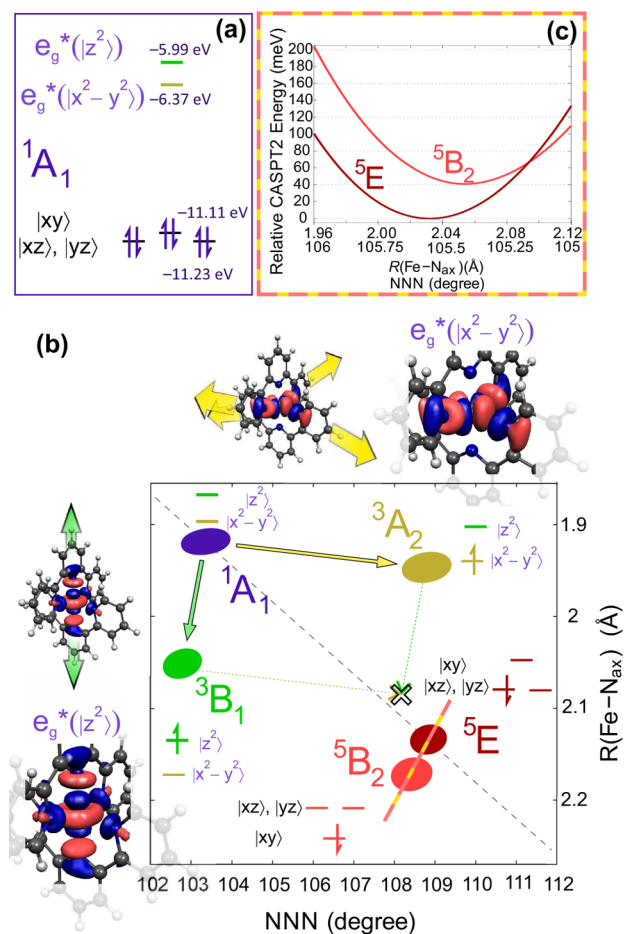 (a)
e_g*(|z²⟩)
−5.99 eV
e_g*(|x²−y²⟩)
−6.37 eV
¹A₁
|xy⟩
−11.11 eV
|xz⟩, |yz⟩
−11.23 eV
(c)
Relative CASPT2 Energy (meV)
200
180
160
140
120
100
80
60
40
20
0
⁵E
⁵B₂
1.96 2.00 2.04 2.08 2.12
106 105.75 105.5 105.25 105
R(Fe−N_ax)(Å)
NNN (degree)
(b)
e_g*(|x²−y²⟩)
|z²⟩
|x²−y²⟩
¹A₁
³A₂
|z²⟩
|x²−y²⟩
e_g*(|z²⟩)
³B₁
|z²⟩
|x²−y²⟩
|xy⟩
|xz⟩, |yz⟩
⁵E
⁵B₂
|xz⟩, |yz⟩
|xy⟩
1.9
2
2.1
2.2
R(Fe−N_ax) (Å)
102 103 104 105 106 107 108 109 110 111 112
NNN (degree)